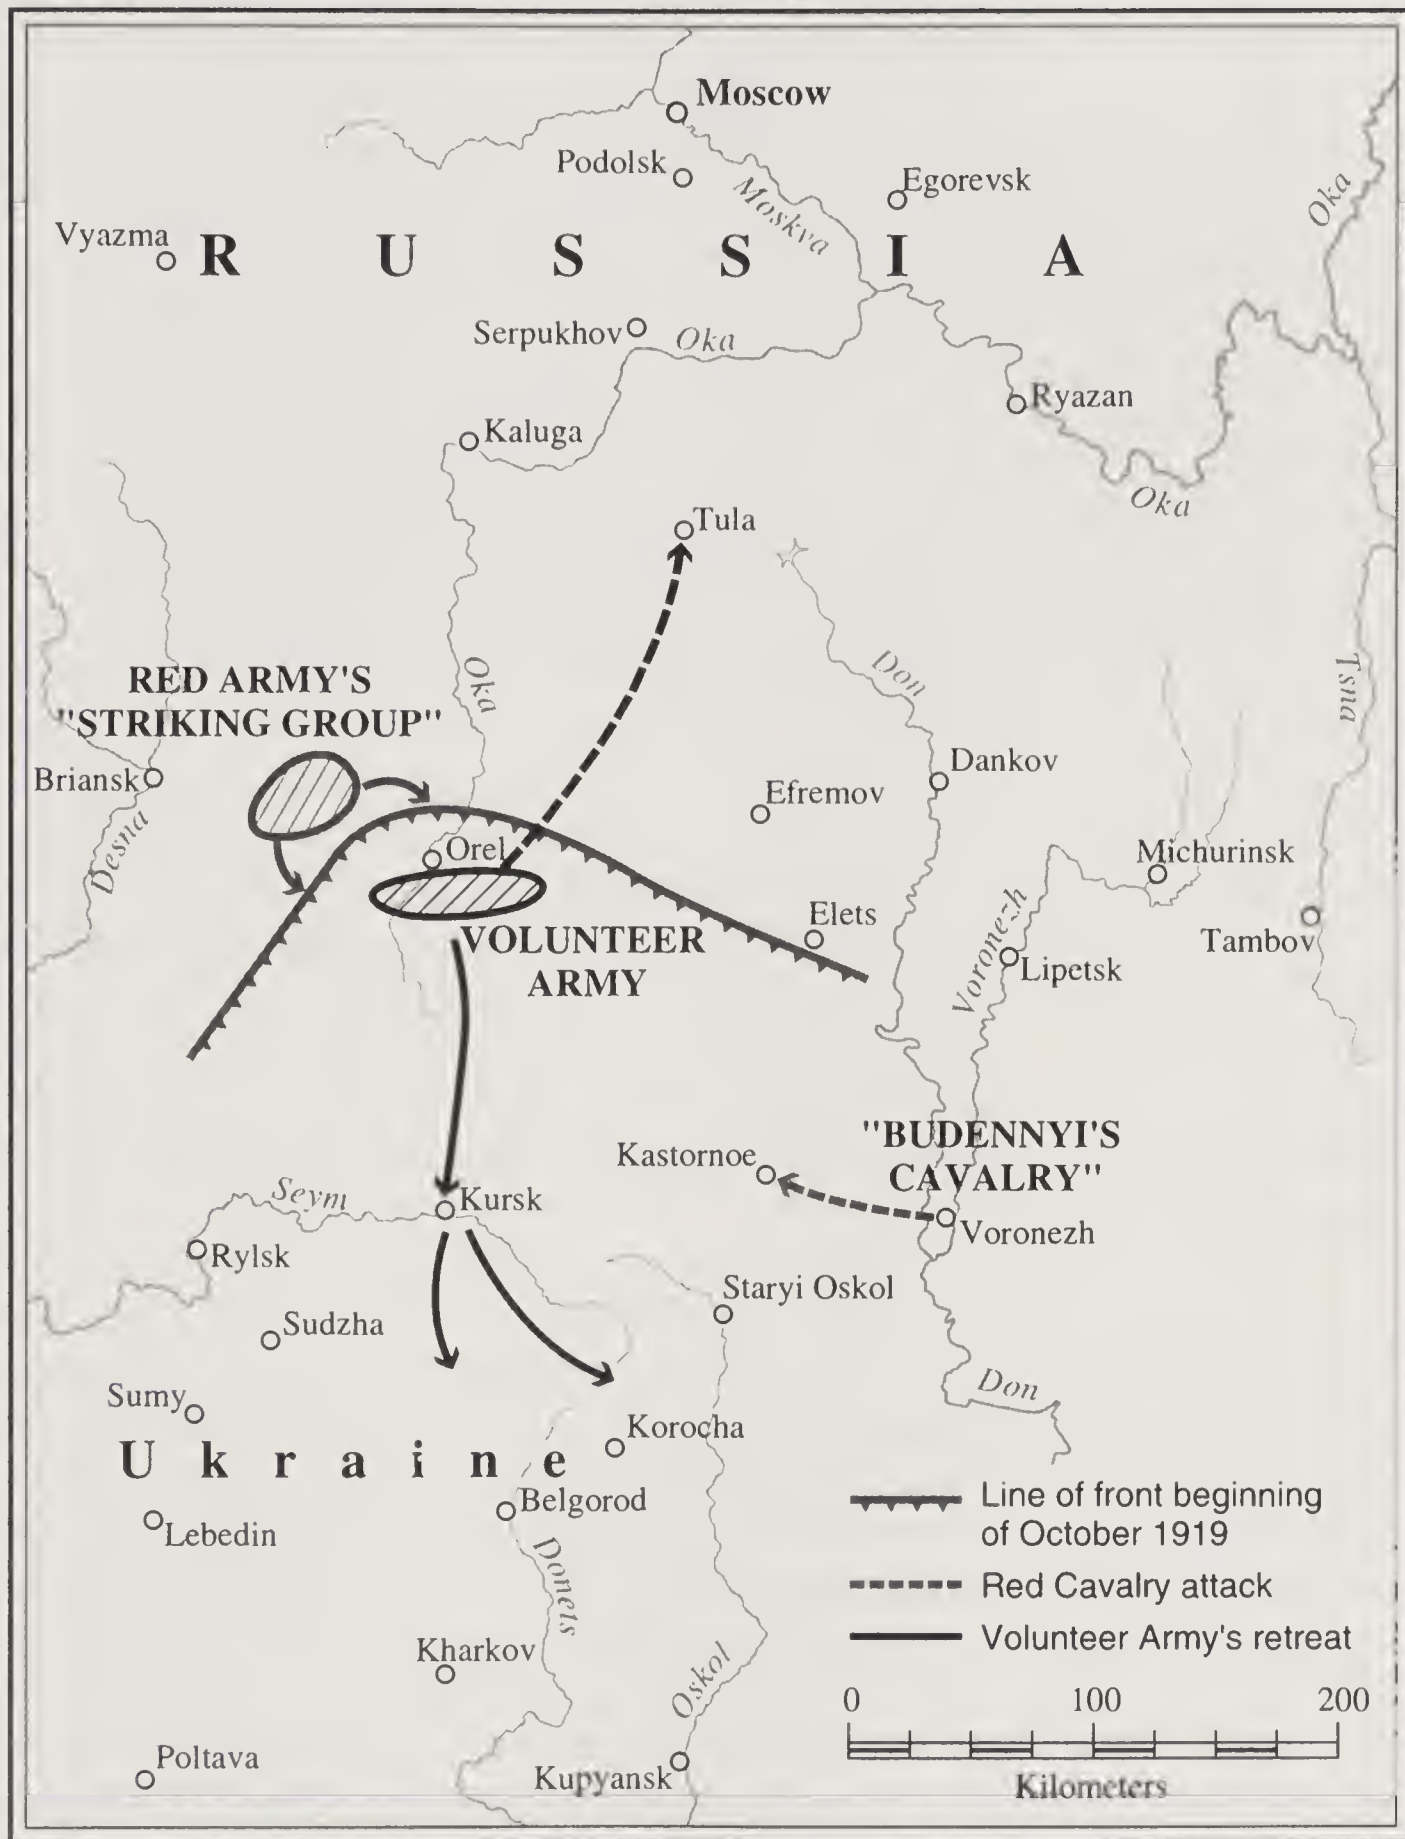 Moscow
Podolsk
Egorevsk
Moskva
Oka
Vyazma
R U S S I A
Serpukhov
Oka
Ryazan
Kaluga
Oka
Tula
Oka
Don
Tsna
RED ARMY'S
"STRIKING GROUP"
Briansk
Desna
Dankov
Efremov
Orel
Michurinsk
Elets
Voronezh
Tambov
VOLUNTEER
ARMY
Lipetsk
"BUDENNYI'S
CAVALRY"
Kastornoe
Seym
Kursk
Voronezh
Rylsk
Staryi Oskol
Sudzha
Don
Sumy
Korocha
U k r a i n e
Belgorod
Lebedin
Donets
Kharkov
Oskol
Poltava
Kupyansk
Line of front beginning
of October 1919
Red Cavalry attack
Volunteer Army's retreat
0 100 200
Kilometers